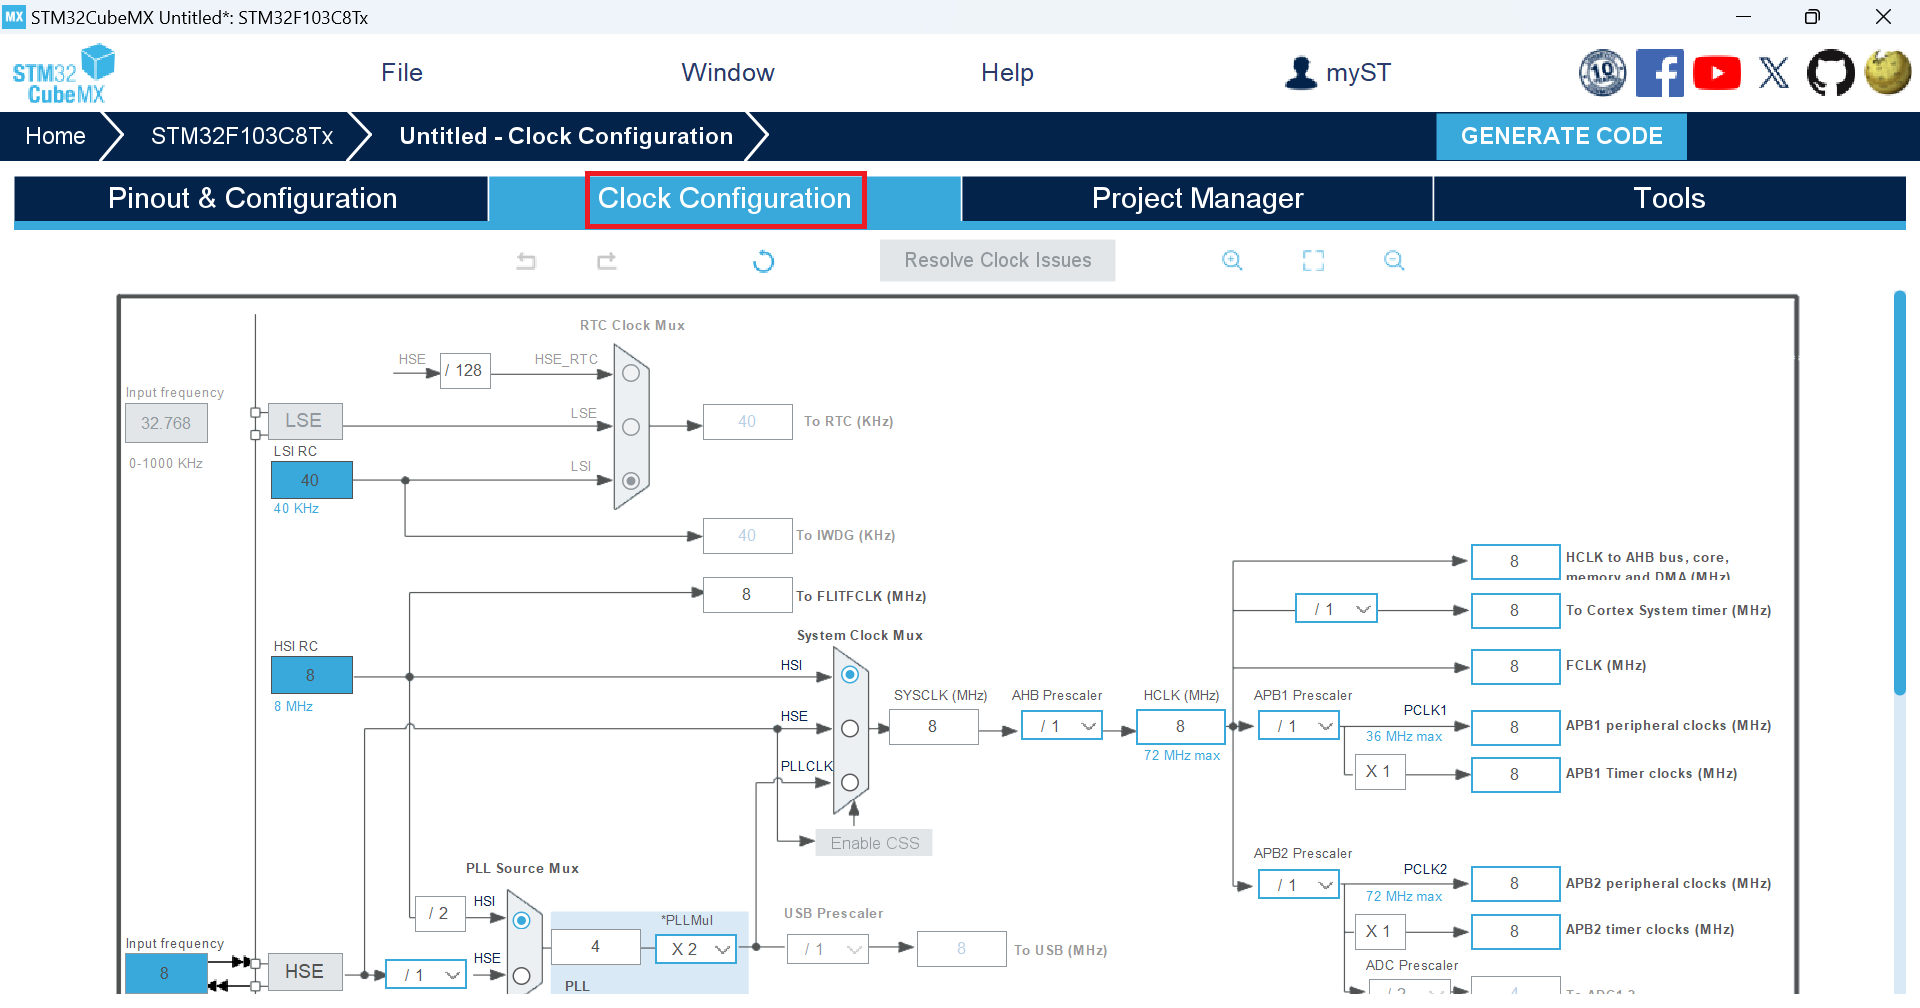 MX STM32CubeMX Untitled*: STM32F103C8Tx
STM32
CubeMX
File
Window
Help
myST
10
Home
STM32F103C8Tx
Untitled - Clock Configuration
GENERATE CODE
Pinout & Configuration
Clock Configuration
Project Manager
Tools
Resolve Clock Issues
RTC Clock Mux
HSE
/ 128
HSE_RTC
Input frequency
32.768
0-1000 KHz
LSE
LSE
40
To RTC (KHz)
LSI RC
40
40 KHz
LSI
40
To IWDG (KHz)
8
To FLITFCLK (MHz)
8
HCLK to AHB bus, core,
memory and DMA (MHz)
/ 1
8
To Cortex System timer (MHz)
System Clock Mux
HSI RC
8
8 MHz
HSI
8
FCLK (MHz)
HSE
SYSCLK (MHz)
8
AHB Prescaler
/ 1
HCLK (MHz)
8
72 MHz max
APB1 Prescaler
/ 1
PCLK1
36 MHz max
8
APB1 peripheral clocks (MHz)
PLLCLK
X 1
8
APB1 Timer clocks (MHz)
Enable CSS
APB2 Prescaler
/ 1
PCLK2
72 MHz max
8
APB2 peripheral clocks (MHz)
PLL Source Mux
/ 2
HSI
*PLLMul
4
X 2
USB Prescaler
/ 1
8
To USB (MHz)
X 1
8
APB2 timer clocks (MHz)
Input frequency
8
HSE
/ 1
HSE
PLL
ADC Prescaler
/ 2
4
To ADC1,2